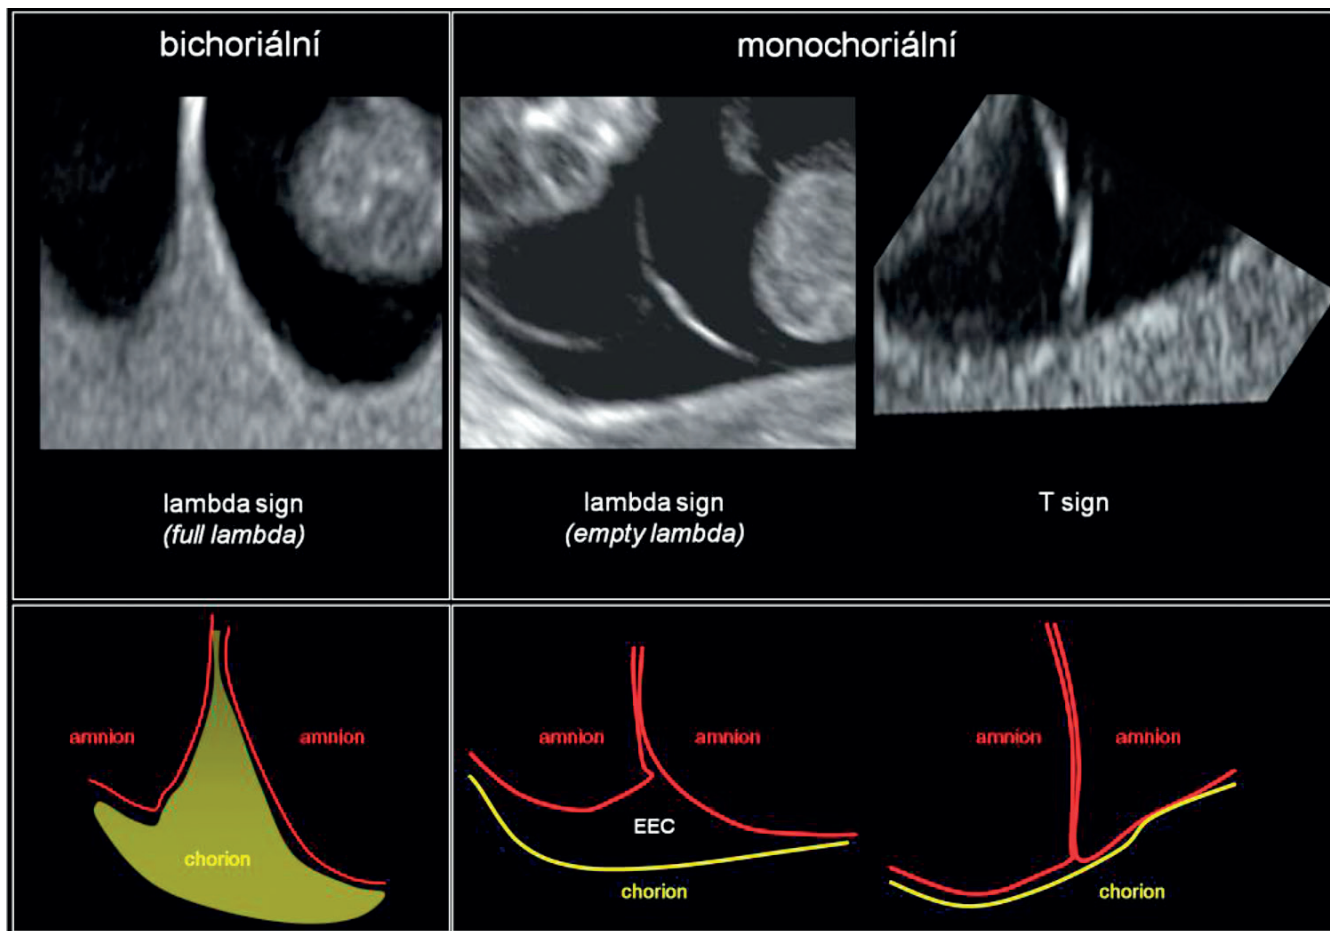 bichoriální
monochoriální
lambda sign
(full lambda)
lambda sign
(empty lambda)
T sign
amnion
amnion
chorion
amnion
amnion
EEC
chorion
amnion
amnion
chorion